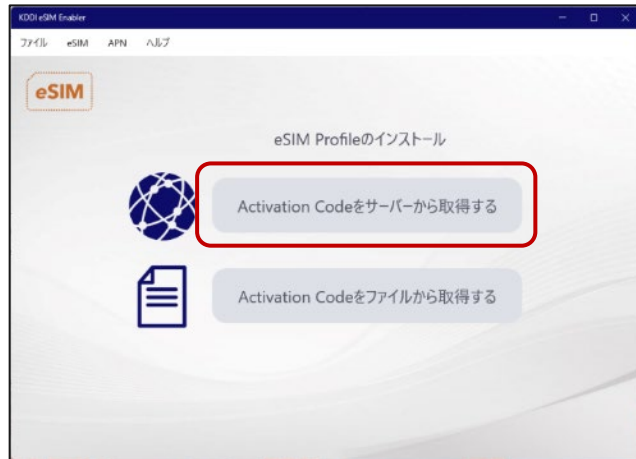 KDDI eSIM Enabler
ファイル eSIM APN ヘルプ
eSIM
eSIM Profileのインストール
Activation Codeをサーバーから取得する
Activation Codeをファイルから取得する